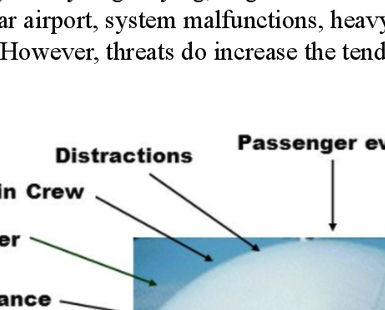 ar airport, system malfunctions, heavy
However, threats do increase the tend
Passenger ev
Distractions
in Crew
er
ance